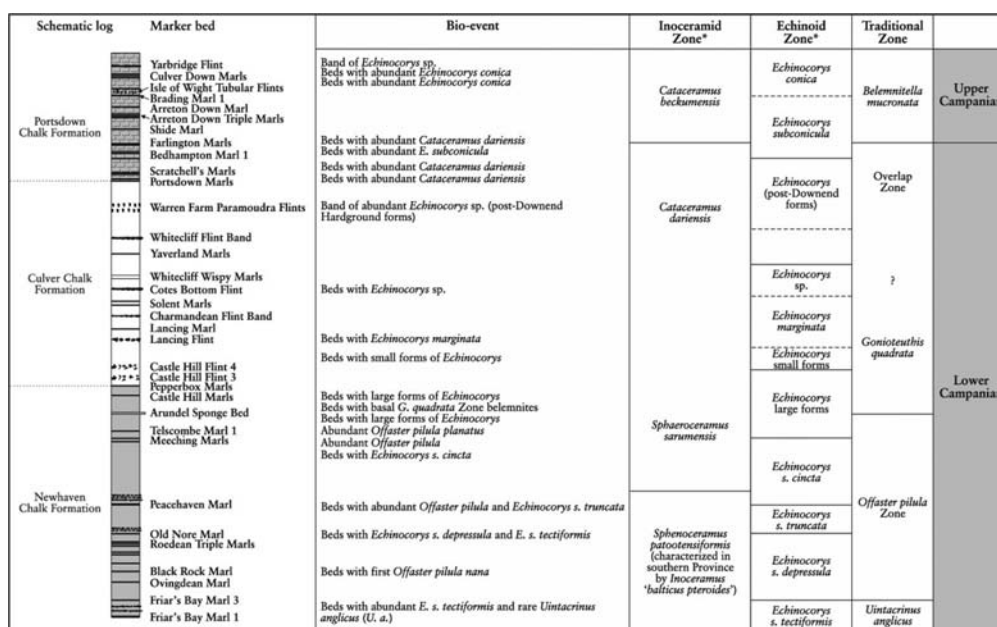 Schematic log
Marker bed
Bio-event
Inoceramid
Zone*
Echinoid
Zone*
Traditional
Zone
Portsdown
Chalk Formation
Culver Chalk
Formation
Newhaven
Chalk Formation
Yarbridge Flint
Culver Down Marls
Isle of Wight Tubular Flints
Brading Marl 1
Arreton Down Marl
Arreton Down Triple Marls
Shide Marl
Farlington Marls
Bedhampton Marl 1
Scratchell's Marls
Portsdown Marls
Warren Farm Paramoudra Flints
Whitecliff Flint Band
Yaverland Marls
Whitecliff Wispy Marls
Cotes Bottom Flint
Solent Marls
Charmandean Flint Band
Lancing Marl
Lancing Flint
Castle Hill Flint 4
Castle Hill Flint 3
Pepperbox Marls
Castle Hill Marls
Arundel Sponge Bed
Telscombe Marl 1
Meeching Marls
Peacehaven Marl
Old Nore Marl
Roedean Triple Marls
Black Rock Marl
Ovingdean Marl
Friar's Bay Marl 3
Friar's Bay Marl 1
Band of Echinocorys sp.
Beds with abundant Echinocorys conica
Beds with abundant Echinocorys conica
Beds with abundant Cataceramus dariensis
Beds with abundant E. subconicula
Beds with abundant Cataceramus dariensis
Beds with abundant Cataceramus dariensis
Band of abundant Echinocorys sp. (post-Downend
Hardground forms)
Beds with Echinocorys sp.
Beds with Echinocorys marginata
Beds with small forms of Echinocorys
Beds with large forms of Echinocorys
Beds with basal G. quadrata Zone belemnites
Beds with large forms of Echinocorys
Abundant Offaster pilula planatus
Abundant Offaster pilula
Beds with Echinocorys s. cincta
Beds with abundant Offaster pilula and Echinocorys s. truncata
Beds with Echinocorys s. depressula and E. s. tectiformis
Beds with first Offaster pilula nana
Beds with abundant E. s. tectiformis and rare Uintacrinus
anglicus (U. a.)
Cataceramus
beckumensis
Cataceramus
dariensis
Sphaeroceramus
sarumensis
Sphenoceramus
patootensiformis
(characterized in
southern Province
by Inoceramus
'balticus pteroides')
Echinocorys
conica
Echinocorys
subconicula
Echinocorys
(post-Downend
forms)
Echinocorys
sp.
Echinocorys
marginata
Echinocorys
small forms
Echinocorys
large forms
Echinocorys
s. cincta
Echinocorys
s. truncata
Echinocorys
s. depressula
Echinocorys
s. tectiformis
Belemnitella
mucronata
Overlap
Zone
?
Gonioteuthis
quadrata
Offaster pilula
Zone
Uintacrinus
anglicus
Upper
Campania
Lower
Campania